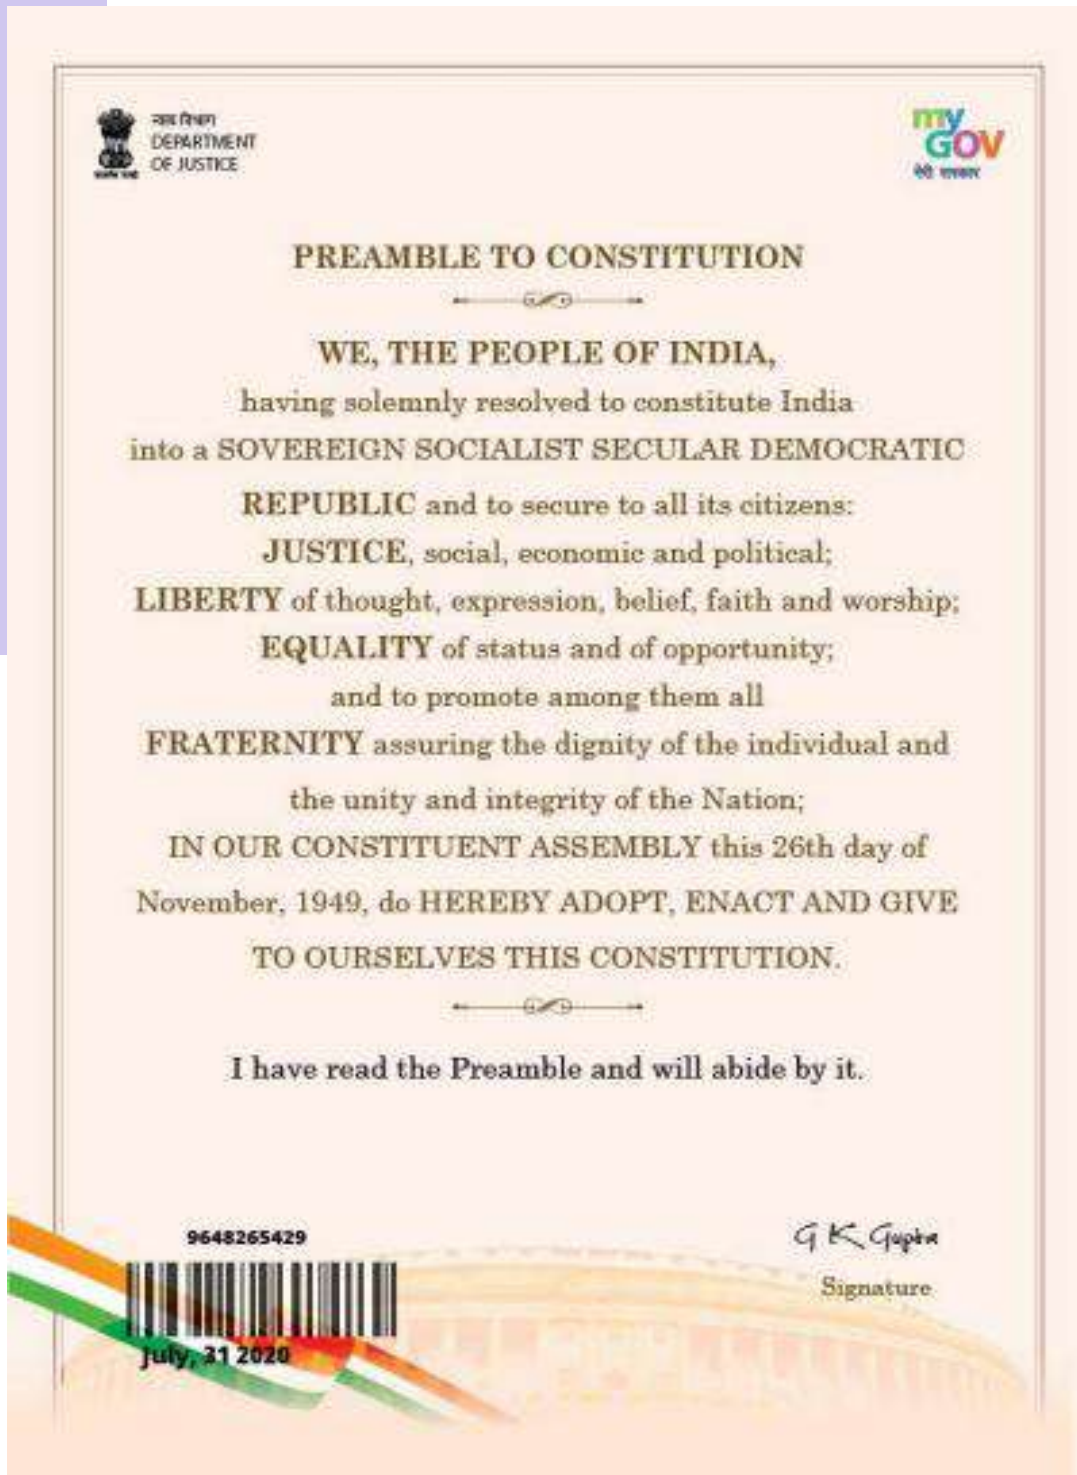 न्याय विभाग
DEPARTMENT
OF JUSTICE
my
GOV
मेरी सरकार
PREAMBLE TO CONSTITUTION
WE, THE PEOPLE OF INDIA,
having solemnly resolved to constitute India
into a SOVEREIGN SOCIALIST SECULAR DEMOCRATIC
REPUBLIC and to secure to all its citizens:
JUSTICE, social, economic and political;
LIBERTY of thought, expression, belief, faith and worship;
EQUALITY of status and of opportunity;
and to promote among them all
FRATERNITY assuring the dignity of the individual and
the unity and integrity of the Nation;
IN OUR CONSTITUENT ASSEMBLY this 26th day of
November, 1949, do HEREBY ADOPT, ENACT AND GIVE
TO OURSELVES THIS CONSTITUTION.
I have read the Preamble and will abide by it.
9648265429
July, 31 2020
G K Gupta
Signature